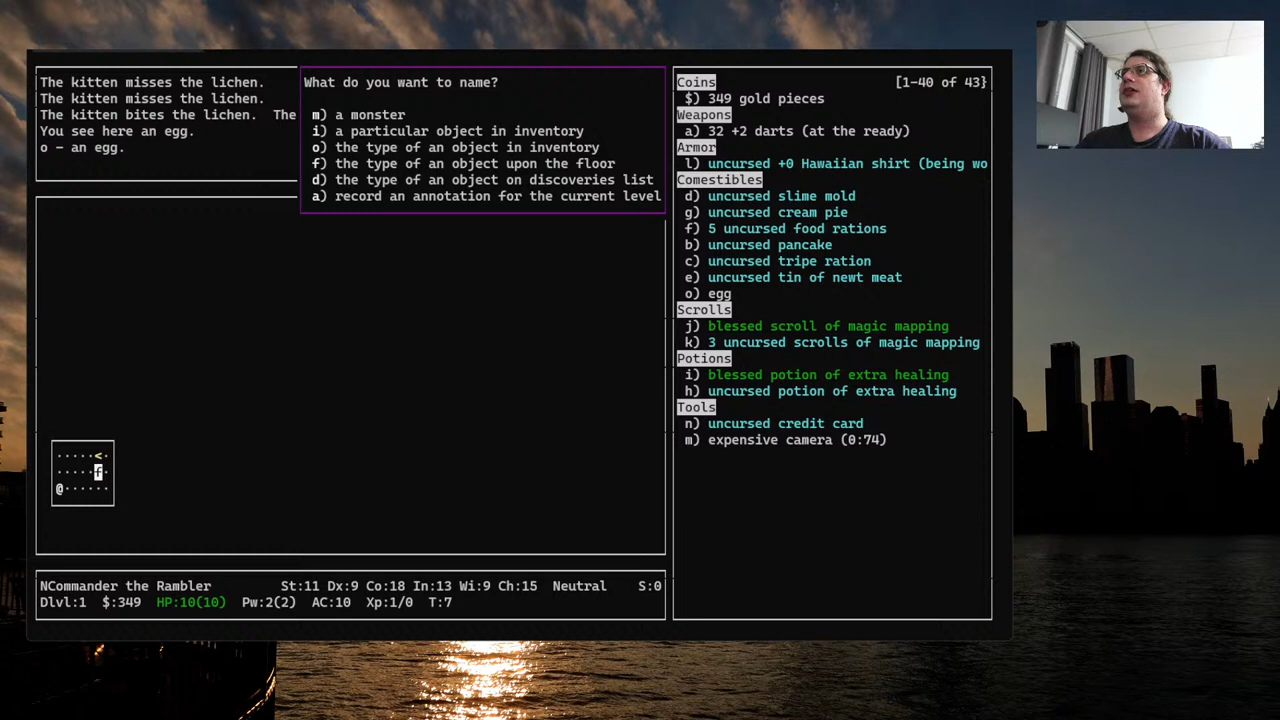 The kitten misses the lichen.
The kitten misses the lichen.
The kitten bites the lichen.  The
You see here an egg.
o - an egg.
What do you want to name?
m) a monster
i) a particular object in inventory
o) the type of an object in inventory
f) the type of an object upon the floor
d) the type of an object on discoveries list
a) record an annotation for the current level
Coins [1-40 of 43}
$) 349 gold pieces
Weapons
a) 32 +2 darts (at the ready)
Armor
l) uncursed +0 Hawaiian shirt (being wo
Comestibles
d) uncursed slime mold
g) uncursed cream pie
f) 5 uncursed food rations
b) uncursed pancake
c) uncursed tripe ration
e) uncursed tin of newt meat
o) egg
Scrolls
j) blessed scroll of magic mapping
k) 3 uncursed scrolls of magic mapping
Potions
i) blessed potion of extra healing
h) uncursed potion of extra healing
Tools
n) uncursed credit card
m) expensive camera (0:74)
·····<·
·····f·
@······
NCommander the Rambler St:11 Dx:9 Co:18 In:13 Wi:9 Ch:15 Neutral S:0
Dlvl:1 $:349 HP:10(10) Pw:2(2) AC:10 Xp:1/0 T:7